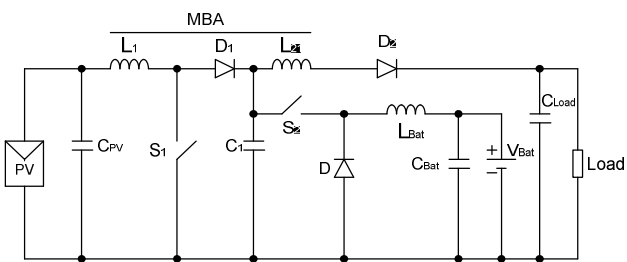 MBA
L1
D1
L2
D2
CPV
S1
C1
S2
LBat
CLoad
PV
D
CBat
+
VBat
−
Load